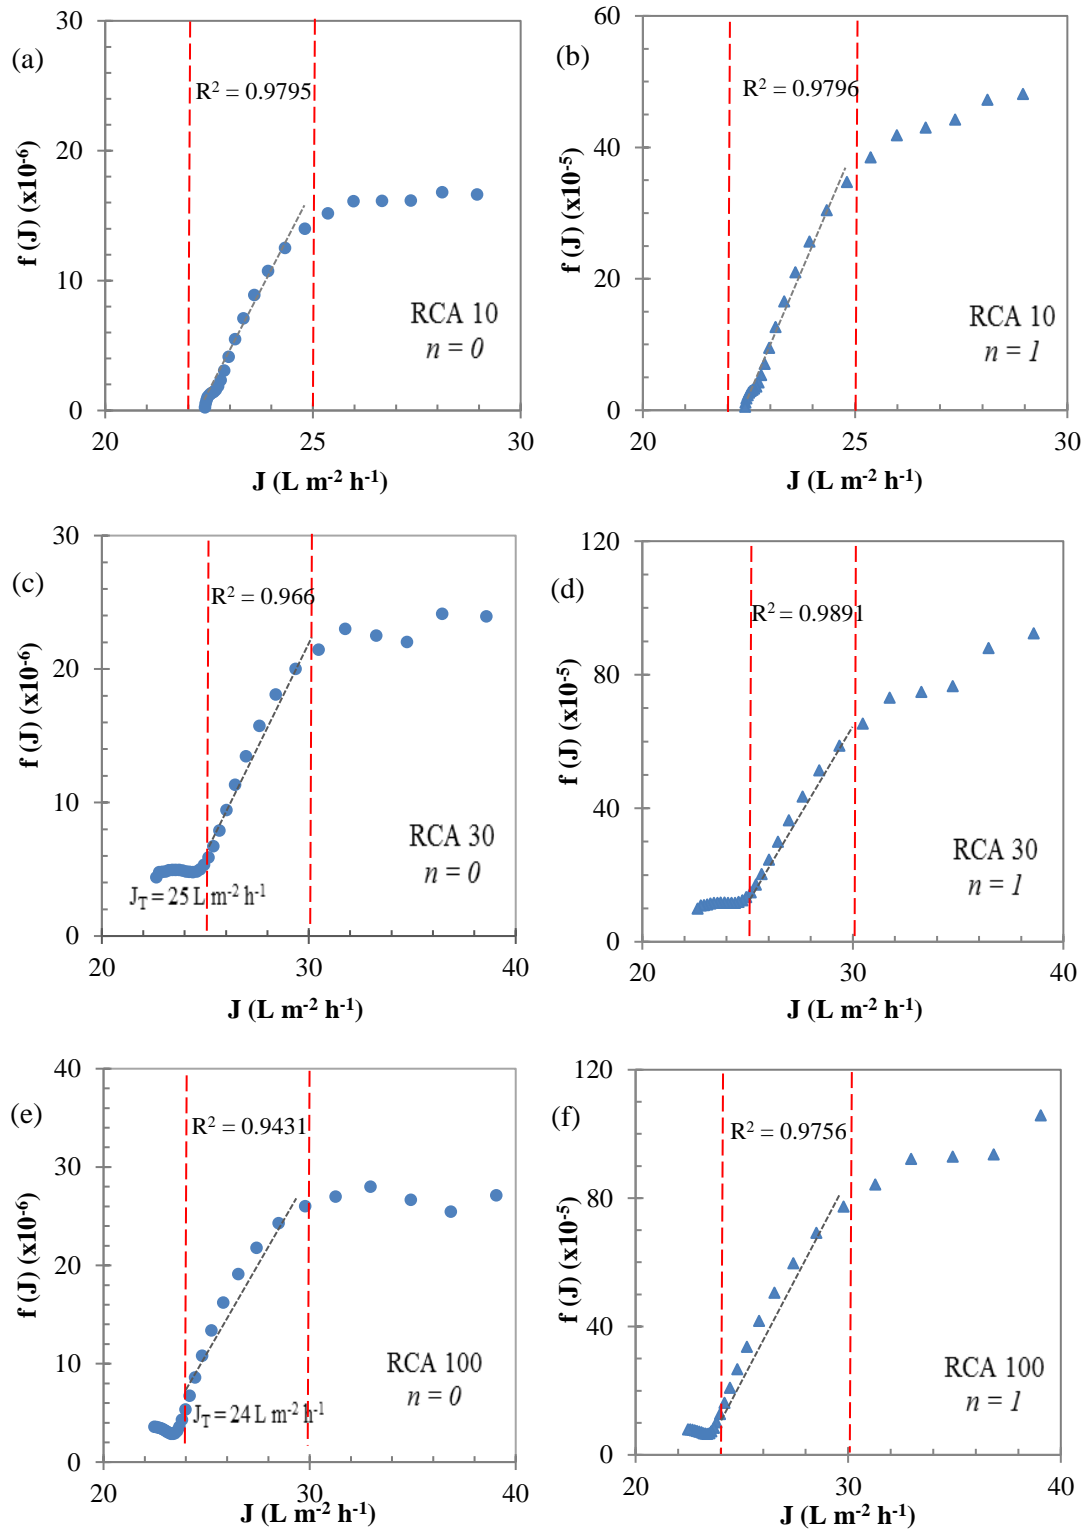 (a)
f (J) (x10⁻⁶)
30
20
10
0
R² = 0.9795
RCA 10
n = 0
20 25 30
J (L m⁻² h⁻¹)
(b)
f (J) (x10⁻⁵)
60
40
20
0
R² = 0.9796
RCA 10
n = 1
20 25 30
J (L m⁻² h⁻¹)
(c)
f (J) (x10⁻⁶)
30
20
10
0
R² = 0.966
RCA 30
n = 0
J_T = 25 L m⁻² h⁻¹
20 30 40
J (L m⁻² h⁻¹)
(d)
f (J) (x10⁻⁵)
120
80
40
0
R² = 0.9891
RCA 30
n = 1
20 30 40
J (L m⁻² h⁻¹)
(e)
f (J) (x10⁻⁶)
40
30
20
10
0
R² = 0.9431
RCA 100
n = 0
J_T = 24 L m⁻² h⁻¹
20 30 40
J (L m⁻² h⁻¹)
(f)
f (J) (x10⁻⁵)
120
80
40
0
R² = 0.9756
RCA 100
n = 1
20 30 40
J (L m⁻² h⁻¹)